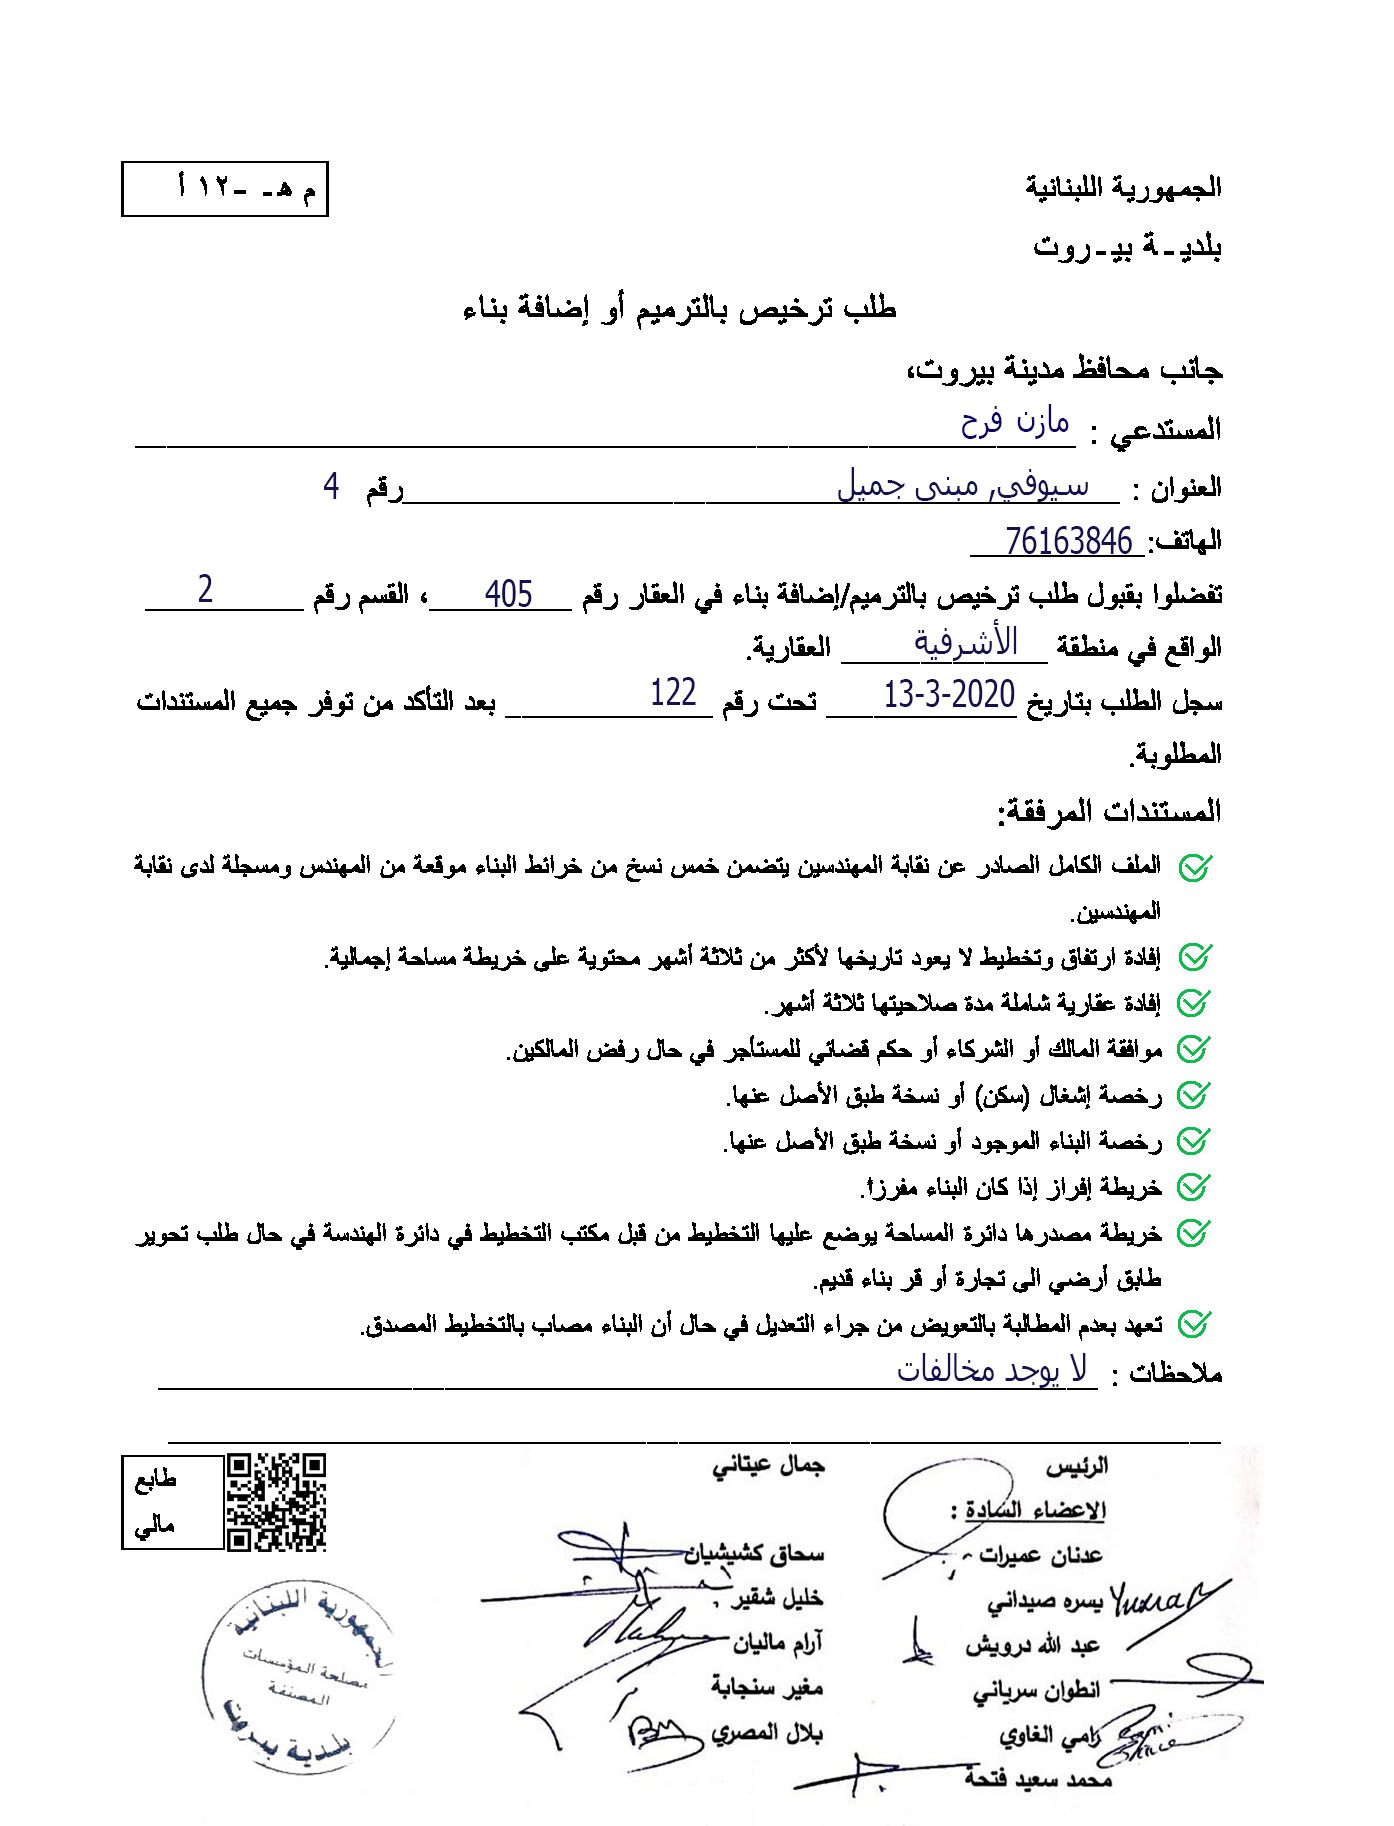 الجمهورية اللبنانية
م هـ -١٢ أ
بلديـة بيـروت
طلب ترخيص بالترميم أو إضافة بناء
جانب محافظ مدينة بيروت،
المستدعي : مازن فرح
العنوان : سيوفي, مبنى جميل رقم 4
الهاتف: 76163846
تفضلوا بقبول طلب ترخيص بالترميم/إضافة بناء في العقار رقم 405 ، القسم رقم 2
الواقع في منطقة الأشرفية العقارية.
سجل الطلب بتاريخ 13-3-2020 تحت رقم 122 بعد التأكد من توفر جميع المستندات
المطلوبة.
المستندات المرفقة:
الملف الكامل الصادر عن نقابة المهندسين يتضمن خمس نسخ من خرائط البناء موقعة من المهندس ومسجلة لدى نقابة
المهندسين.
إفادة ارتفاق وتخطيط لا يعود تاريخها لأكثر من ثلاثة أشهر محتوية على خريطة مساحة إجمالية.
إفادة عقارية شاملة مدة صلاحيتها ثلاثة أشهر.
موافقة المالك أو الشركاء أو حكم قضائي للمستأجر في حال رفض المالكين.
رخصة إشغال (سكن) أو نسخة طبق الأصل عنها.
رخصة البناء الموجود أو نسخة طبق الأصل عنها.
خريطة إفراز إذا كان البناء مفرزا.
خريطة مصدرها دائرة المساحة يوضع عليها التخطيط من قبل مكتب التخطيط في دائرة الهندسة في حال طلب تحوير
طابق أرضي الى تجارة أو قر بناء قديم.
تعهد بعدم المطالبة بالتعويض من جراء التعديل في حال أن البناء مصاب بالتخطيط المصدق.
ملاحظات : لا يوجد مخالفات
الرئيس جمال عيتاني
الاعضاء السادة :
عدنان عميرات سحاق كشيشيان
يسره صيداني خليل شقير
عبد الله درويش آرام ماليان
انطوان سرياني مغير سنجابة
رامي الغاوي بلال المصري
محمد سعيد فتحة
طابع
مالي
الجمهورية اللبنانية
مصلحة المؤسسات
المصنفة
بلدية بيروت